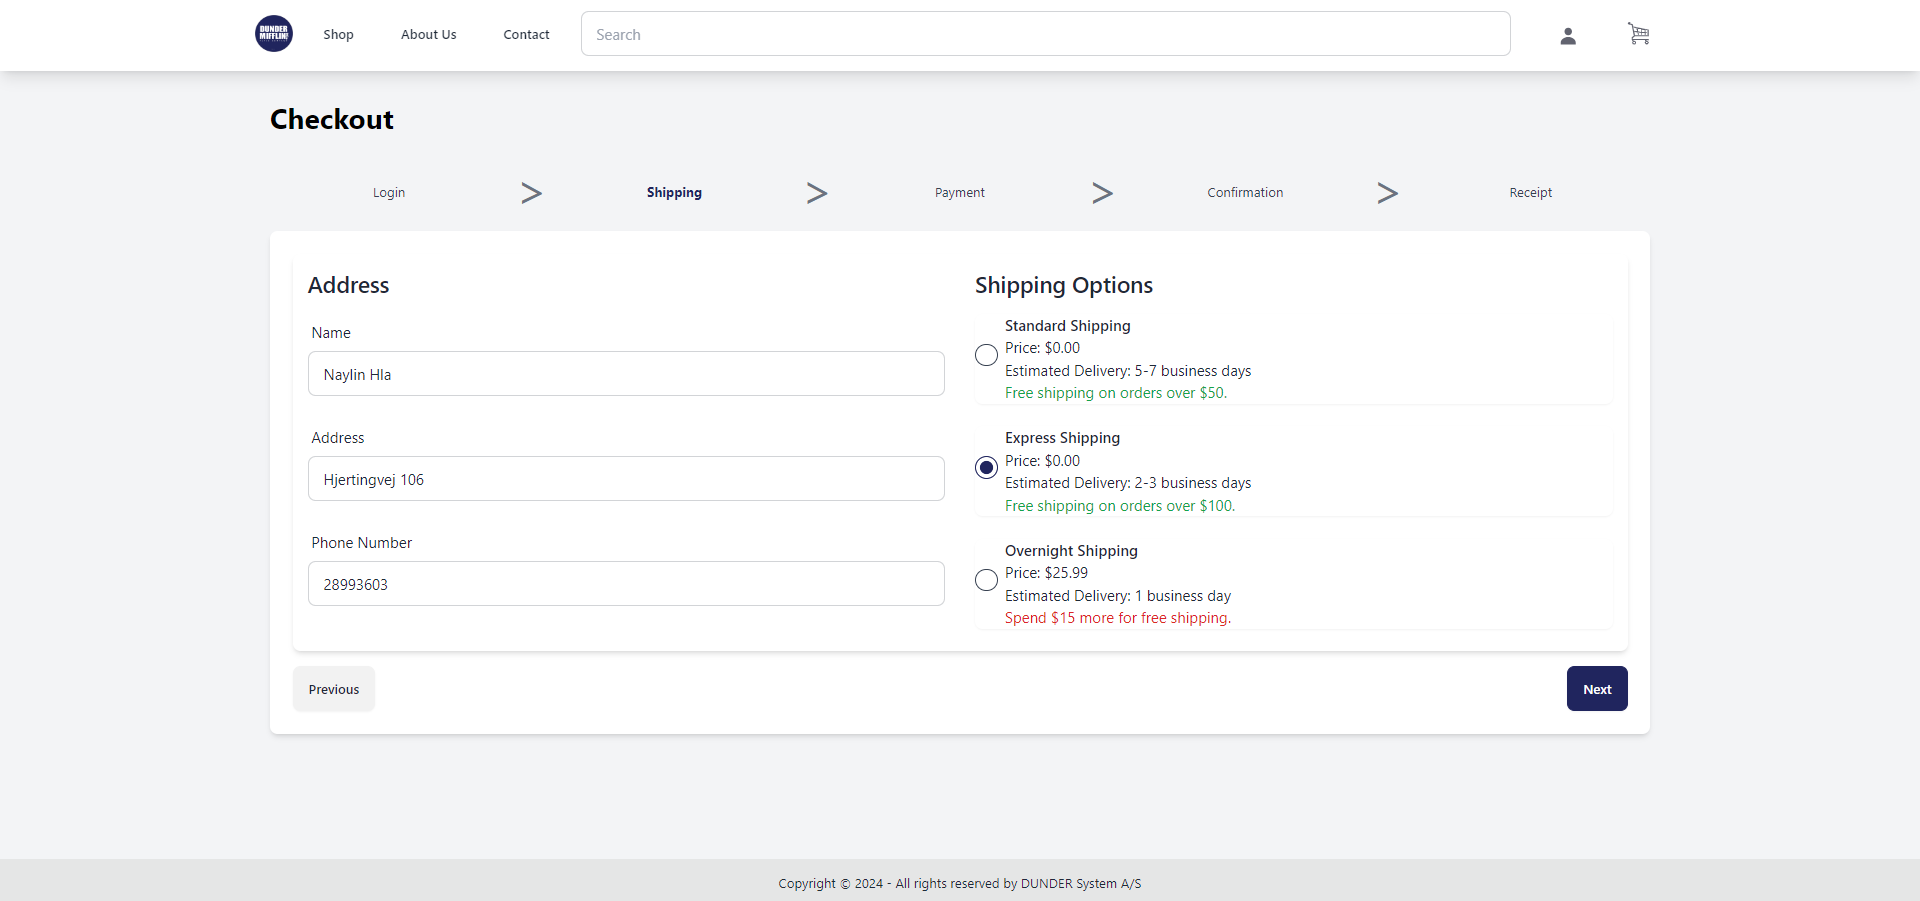 DUNDER
MIFFLIN
Shop
About Us
Contact
Search
Checkout
Login
>
Shipping
>
Payment
>
Confirmation
>
Receipt
Address
Name
Naylin Hla
Address
Hjertingvej 106
Phone Number
28993603
Shipping Options
Standard Shipping
Price: $0.00
Estimated Delivery: 5-7 business days
Free shipping on orders over $50.
Express Shipping
Price: $0.00
Estimated Delivery: 2-3 business days
Free shipping on orders over $100.
Overnight Shipping
Price: $25.99
Estimated Delivery: 1 business day
Spend $15 more for free shipping.
Previous
Next
Copyright © 2024 - All rights reserved by DUNDER System A/S